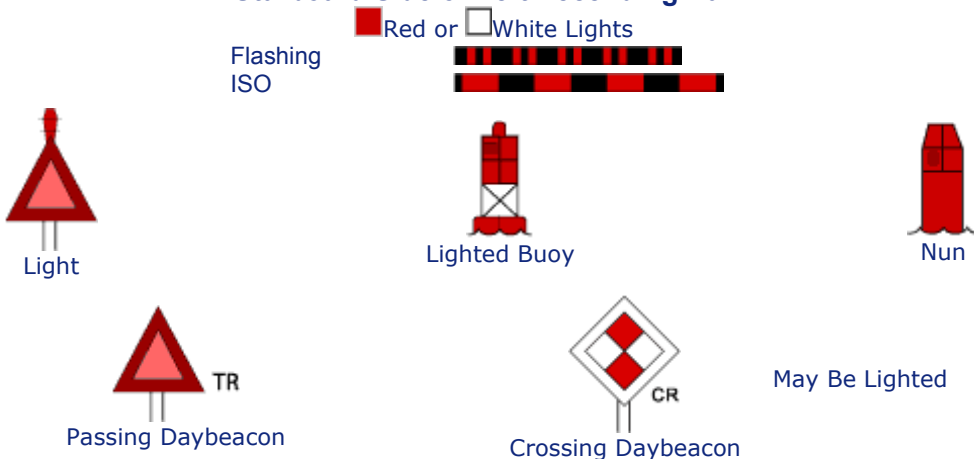 Red or White Lights
Flashing
ISO
Light
Lighted Buoy
Nun
TR
Passing Daybeacon
CR
Crossing Daybeacon
May Be Lighted